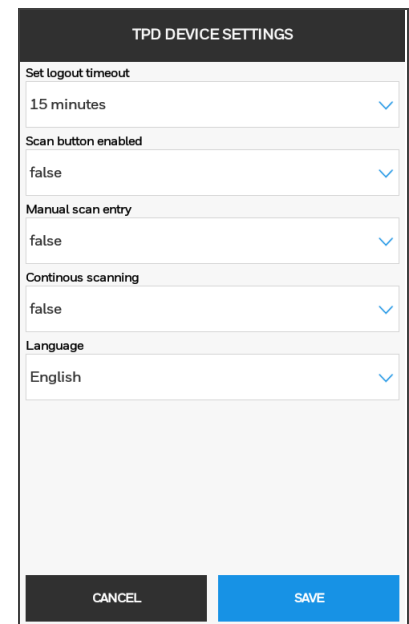 TPD DEVICE SETTINGS
Set logout timeout
15 minutes
Scan button enabled
false
Manual scan entry
false
Continous scanning
false
Language
English
CANCEL SAVE